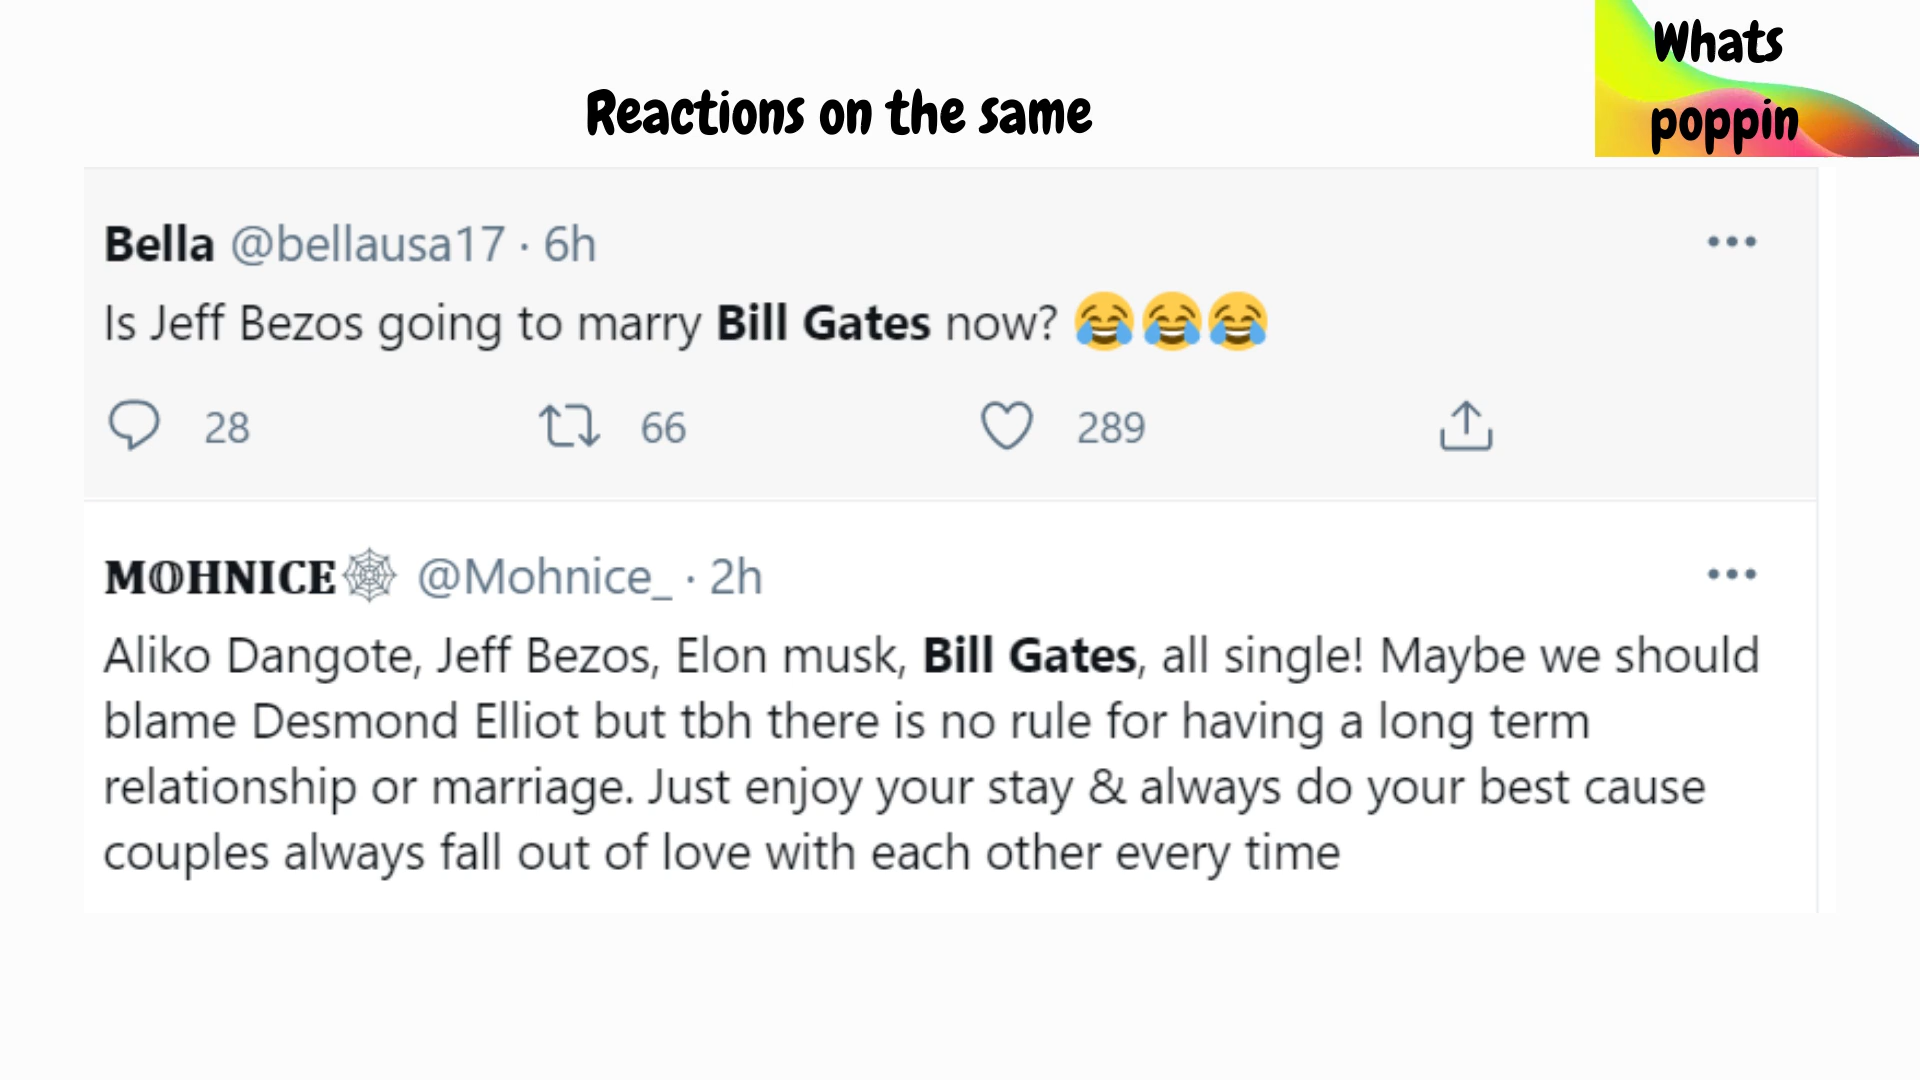 Whats
poppin
Reactions on the same
Bella @bellausa17 · 6h
Is Jeff Bezos going to marry Bill Gates now? 😂😂😂
28 66 289
MOHNICE🕸 @Mohnice_ · 2h
Aliko Dangote, Jeff Bezos, Elon musk, Bill Gates, all single! Maybe we should
blame Desmond Elliot but tbh there is no rule for having a long term
relationship or marriage. Just enjoy your stay & always do your best cause
couples always fall out of love with each other every time